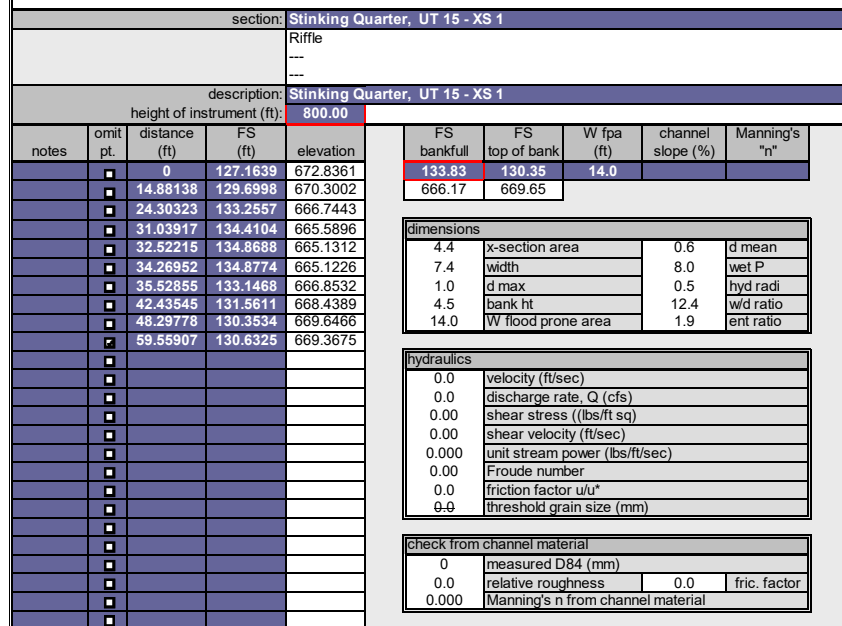 section: Stinking Quarter, UT 15 - XS 1
Riffle
---
---
description: Stinking Quarter, UT 15 - XS 1
height of instrument (ft): 800.00
omit distance FS FS FS W fpa channel Manning's
notes pt. (ft) (ft) elevation bankfull top of bank (ft) slope (%) "n"
0 127.1639 672.8361 133.83 130.35 14.0
14.88138 129.6998 670.3002 666.17 669.65
24.30323 133.2557 666.7443
31.03917 134.4104 665.5896 dimensions
32.52215 134.8688 665.1312 4.4 x-section area 0.6 d mean
34.26952 134.8774 665.1226 7.4 width 8.0 wet P
35.52855 133.1468 666.8532 1.0 d max 0.5 hyd radi
42.43545 131.5611 668.4389 4.5 bank ht 12.4 w/d ratio
48.29778 130.3534 669.6466 14.0 W flood prone area 1.9 ent ratio
59.55907 130.6325 669.3675
hydraulics
0.0 velocity (ft/sec)
0.0 discharge rate, Q (cfs)
0.00 shear stress ((lbs/ft sq)
0.00 shear velocity (ft/sec)
0.000 unit stream power (lbs/ft/sec)
0.00 Froude number
0.0 friction factor u/u*
0.0 threshold grain size (mm)
check from channel material
0 measured D84 (mm)
0.0 relative roughness 0.0 fric. factor
0.000 Manning's n from channel material